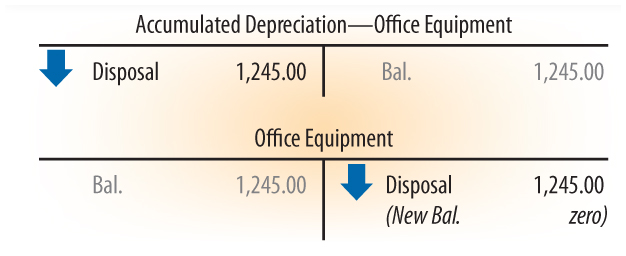 Accumulated Depreciation—Office Equipment
Disposal 1,245.00 Bal. 1,245.00
Office Equipment
Bal. 1,245.00 Disposal 1,245.00
(New Bal. zero)